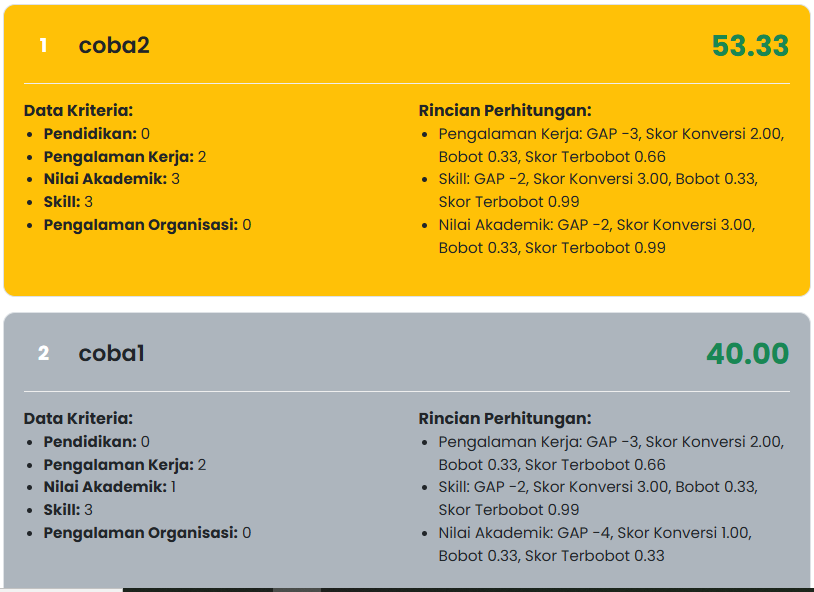 1 coba2 53.33
Data Kriteria:
• Pendidikan: 0
• Pengalaman Kerja: 2
• Nilai Akademik: 3
• Skill: 3
• Pengalaman Organisasi: 0
Rincian Perhitungan:
• Pengalaman Kerja: GAP -3, Skor Konversi 2.00,
Bobot 0.33, Skor Terbobot 0.66
• Skill: GAP -2, Skor Konversi 3.00, Bobot 0.33,
Skor Terbobot 0.99
• Nilai Akademik: GAP -2, Skor Konversi 3.00,
Bobot 0.33, Skor Terbobot 0.99
2 coba1 40.00
Data Kriteria:
• Pendidikan: 0
• Pengalaman Kerja: 2
• Nilai Akademik: 1
• Skill: 3
• Pengalaman Organisasi: 0
Rincian Perhitungan:
• Pengalaman Kerja: GAP -3, Skor Konversi 2.00,
Bobot 0.33, Skor Terbobot 0.66
• Skill: GAP -2, Skor Konversi 3.00, Bobot 0.33,
Skor Terbobot 0.99
• Nilai Akademik: GAP -4, Skor Konversi 1.00,
Bobot 0.33, Skor Terbobot 0.33